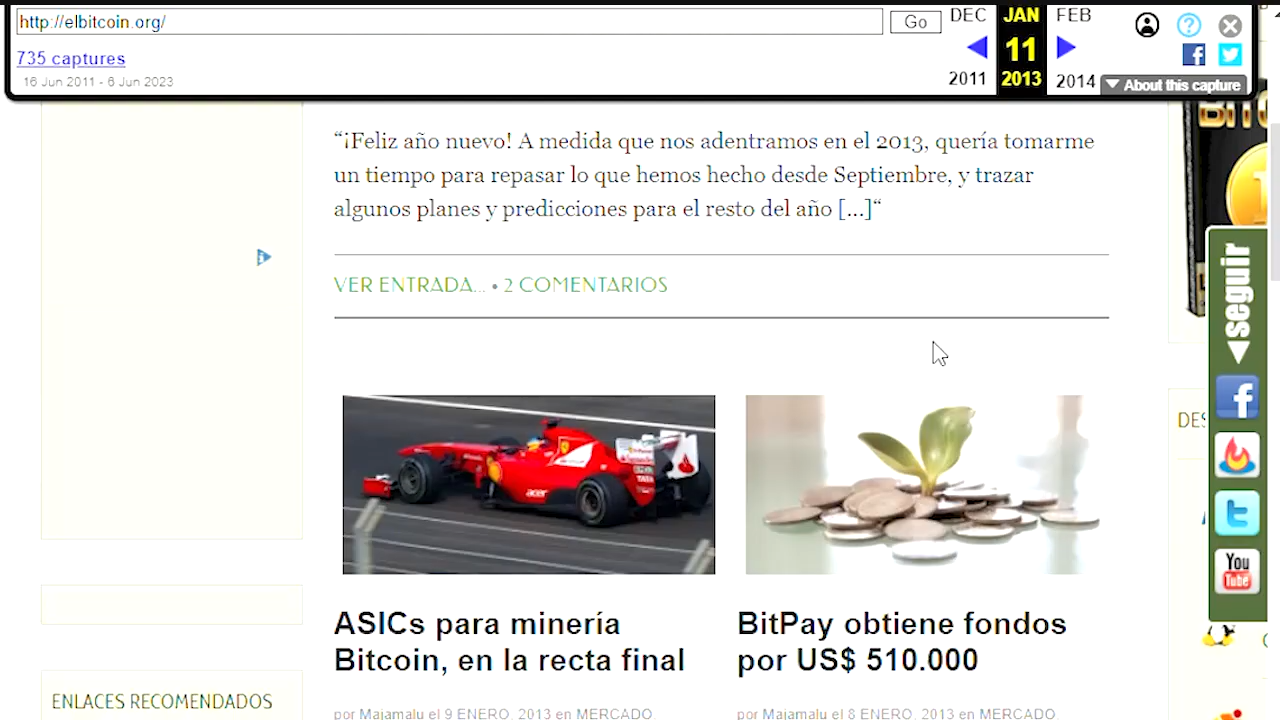 http://elbitcoin.org/
Go
DEC
JAN
FEB
735 captures
11
16 Jun 2011 - 6 Jun 2023
2011
2013
2014
About this capture
“¡Feliz año nuevo! A medida que nos adentramos en el 2013, quería tomarme
un tiempo para repasar lo que hemos hecho desde Septiembre, y trazar
algunos planes y predicciones para el resto del año [...]“
VER ENTRADA... • 2 COMENTARIOS
seguir
acer
You
Tube
ASICs para minería
Bitcoin, en la recta final
BitPay obtiene fondos
por US$ 510.000
ENLACES RECOMENDADOS
por Majamalu el 9 ENERO, 2013 en MERCADO,
por Majamalu el 8 ENERO, 2013 en MERCADO,